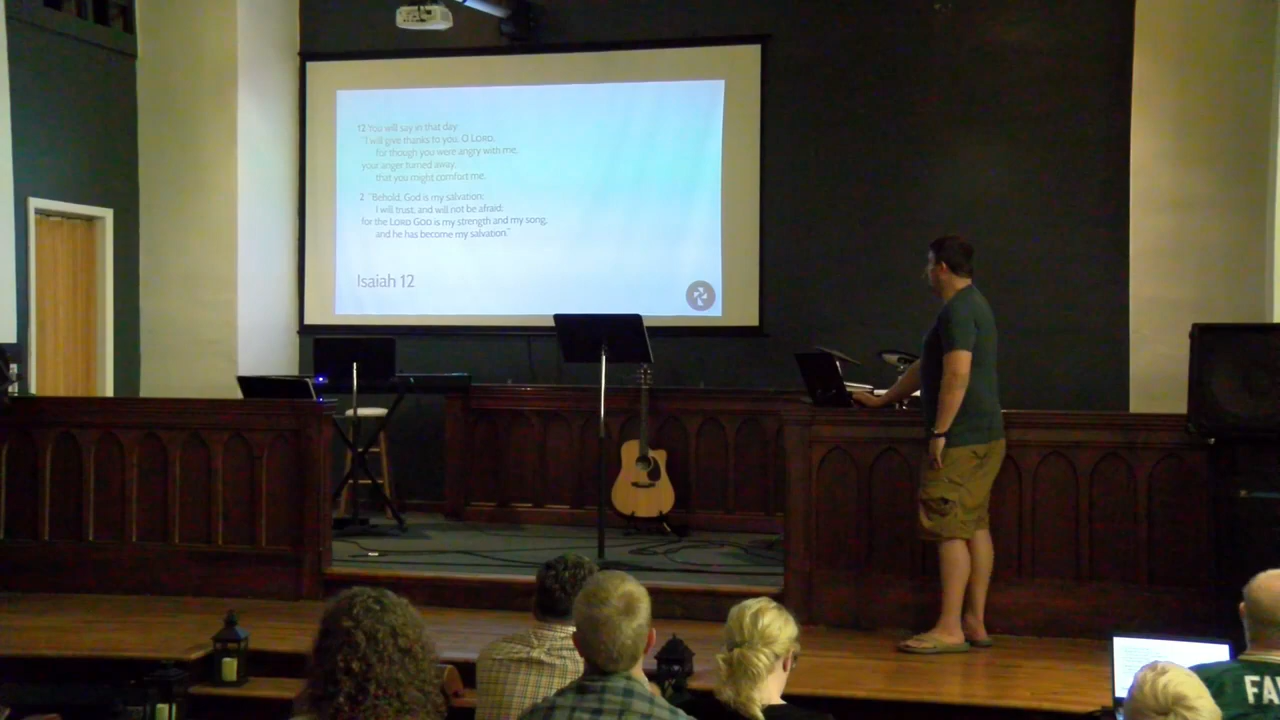 12 You will say in that day:
"I will give thanks to you, O LORD,
for though you were angry with me,
your anger turned away,
that you might comfort me.
2 "Behold, God is my salvation;
I will trust, and will not be afraid;
for the LORD GOD is my strength and my song,
and he has become my salvation."
Isaiah 12
FA